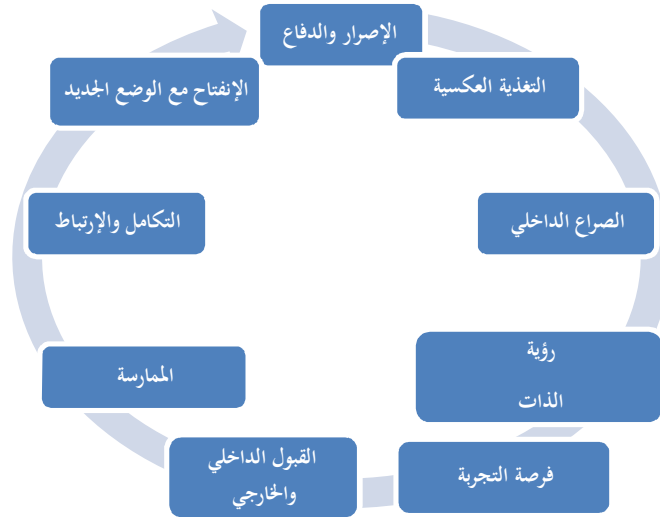 الإصرار والدفاع
التغذية العكسية
الصراع الداخلي
رؤية
الذات
فرصة التجربة
القبول الداخلي
والخارجي
الممارسة
التكامل والإرتباط
الإنفتاح مع الوضع الجديد